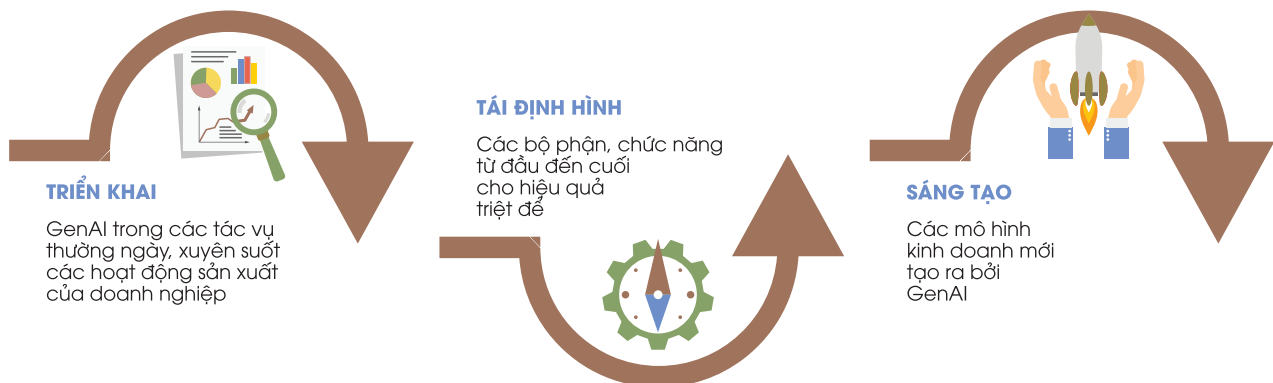 TRIỂN KHAI
GenAI trong các tác vụ
thường ngày, xuyên suốt
các hoạt động sản xuất
của doanh nghiệp
TÁI ĐỊNH HÌNH
Các bộ phận, chức năng
từ đầu đến cuối
cho hiệu quả
triệt để
SÁNG TẠO
Các mô hình
kinh doanh mới
tạo ra bởi
GenAI